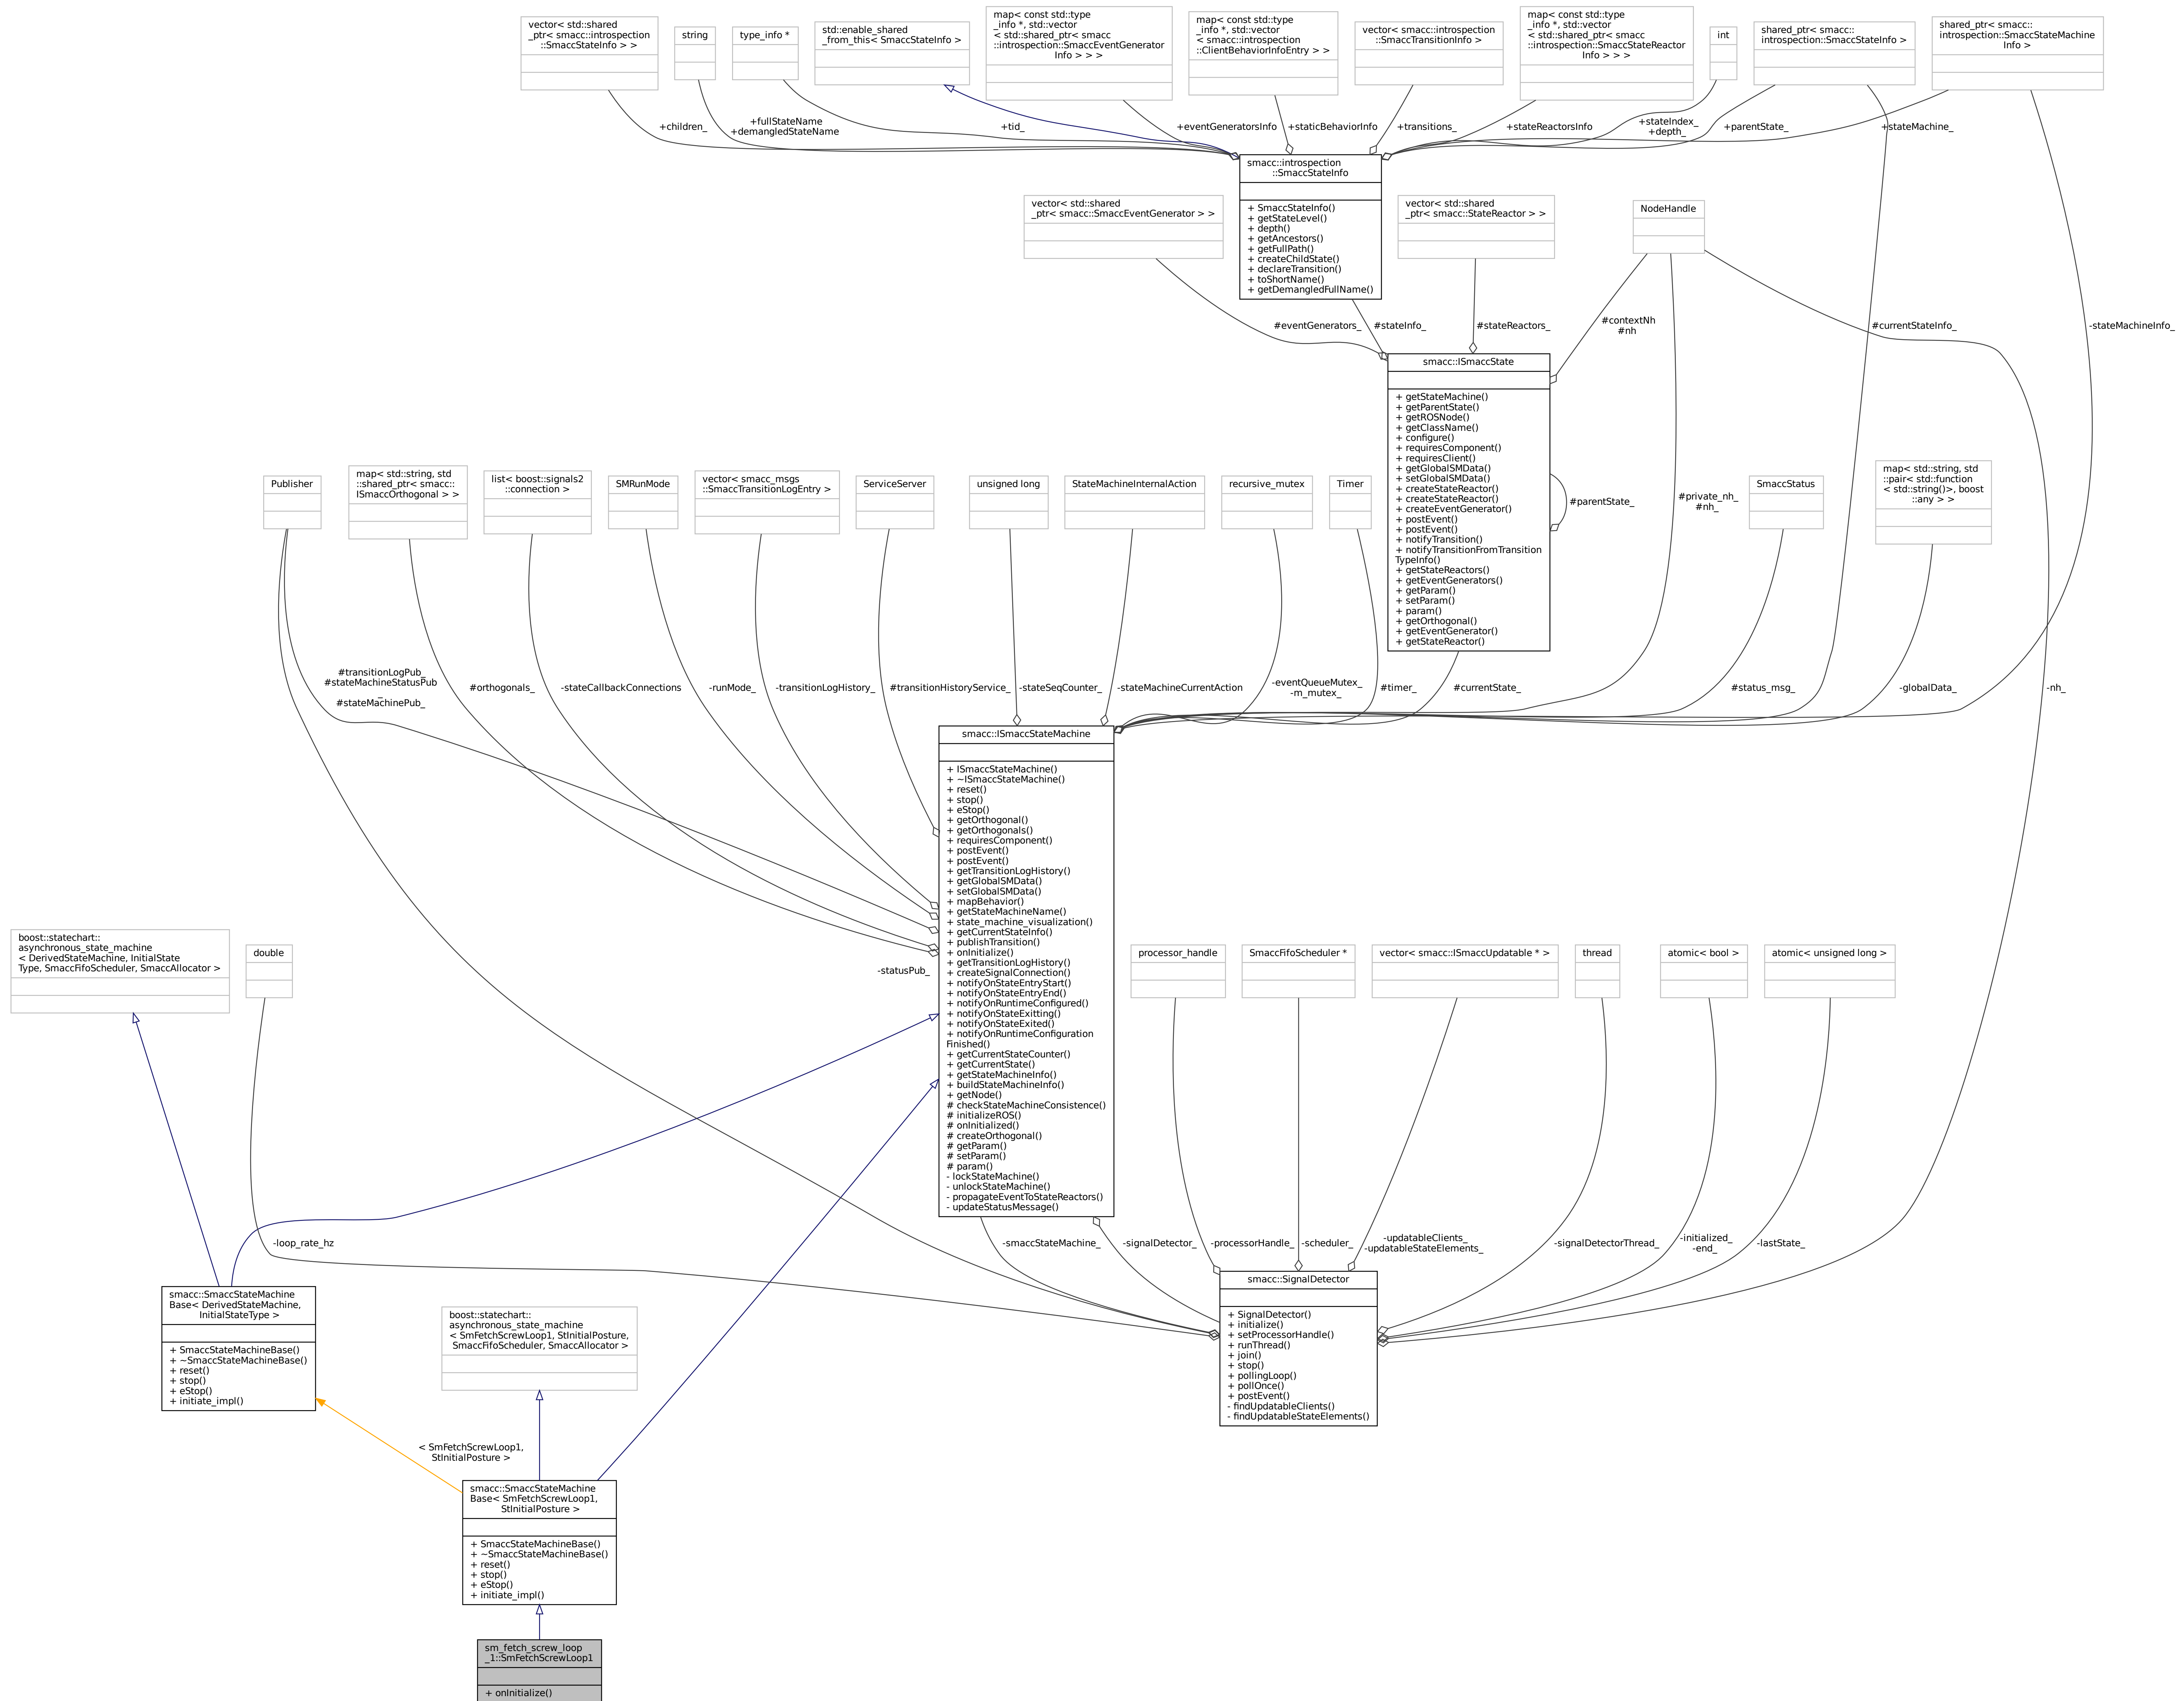 vector< std::shared
_ptr< smacc::introspection
::SmaccStateInfo > >
string
type_info *
std::enable_shared
_from_this< SmaccStateInfo >
map< const std::type
_info *, std::vector
< std::shared_ptr< smacc
::introspection::SmaccEventGenerator
Info > > >
map< const std::type
_info *, std::vector
< smacc::introspection
::ClientBehaviorInfoEntry > >
vector< smacc::introspection
::SmaccTransitionInfo >
map< const std::type
_info *, std::vector
< std::shared_ptr< smacc
::introspection::SmaccStateReactor
Info > > >
int
shared_ptr< smacc::
introspection::SmaccStateInfo >
shared_ptr< smacc::
introspection::SmaccStateMachine
Info >
+children_
+fullStateName
+demangledStateName
+tid_
+eventGeneratorsInfo
+staticBehaviorInfo
+transitions_
+stateReactorsInfo
+stateIndex_
+depth_
+parentState_
+stateMachine_
smacc::introspection
::SmaccStateInfo
+ SmaccStateInfo()
+ getStateLevel()
+ depth()
+ getAncestors()
+ getFullPath()
+ createChildState()
+ declareTransition()
+ toShortName()
+ getDemangledFullName()
vector< std::shared
_ptr< smacc::SmaccEventGenerator > >
vector< std::shared
_ptr< smacc::StateReactor > >
NodeHandle
#eventGenerators_
#stateInfo_
#stateReactors_
#contextNh
#nh
#currentStateInfo_
-stateMachineInfo_
smacc::ISmaccState
+ getStateMachine()
+ getParentState()
+ getROSNode()
+ getClassName()
+ configure()
+ requiresComponent()
+ requiresClient()
+ getGlobalSMData()
+ setGlobalSMData()
+ createStateReactor()
+ createStateReactor()
+ createEventGenerator()
+ postEvent()
+ postEvent()
+ notifyTransition()
+ notifyTransitionFromTransition
TypeInfo()
+ getStateReactors()
+ getEventGenerators()
+ getParam()
+ setParam()
+ param()
+ getOrthogonal()
+ getEventGenerator()
+ getStateReactor()
#parentState_
#private_nh_
#nh_
Publisher
map< std::string, std
::shared_ptr< smacc::
ISmaccOrthogonal > >
list< boost::signals2
::connection >
SMRunMode
vector< smacc_msgs
::SmaccTransitionLogEntry >
ServiceServer
unsigned long
StateMachineInternalAction
recursive_mutex
Timer
SmaccStatus
map< std::string, std
::pair< std::function
< std::string()>, boost
::any > >
#transitionLogPub_
#stateMachineStatusPub
_
#stateMachinePub_
#orthogonals_
-stateCallbackConnections
-runMode_
-transitionLogHistory_
#transitionHistoryService_
-stateSeqCounter_
-stateMachineCurrentAction
-eventQueueMutex_
-m_mutex_
#timer_
#currentState_
#status_msg_
-globalData_
-nh_
smacc::ISmaccStateMachine
+ ISmaccStateMachine()
+ ~ISmaccStateMachine()
+ reset()
+ stop()
+ eStop()
+ getOrthogonal()
+ getOrthogonals()
+ requiresComponent()
+ postEvent()
+ postEvent()
+ getTransitionLogHistory()
+ getGlobalSMData()
+ setGlobalSMData()
+ mapBehavior()
+ getStateMachineName()
+ state_machine_visualization()
+ getCurrentStateInfo()
+ publishTransition()
+ onInitialize()
+ getTransitionLogHistory()
+ createSignalConnection()
+ notifyOnStateEntryStart()
+ notifyOnStateEntryEnd()
+ notifyOnRuntimeConfigured()
+ notifyOnStateExitting()
+ notifyOnStateExited()
+ notifyOnRuntimeConfiguration
Finished()
+ getCurrentStateCounter()
+ getCurrentState()
+ getStateMachineInfo()
+ buildStateMachineInfo()
+ getNode()
# checkStateMachineConsistence()
# initializeROS()
# onInitialized()
# createOrthogonal()
# getParam()
# setParam()
# param()
- lockStateMachine()
- unlockStateMachine()
- propagateEventToStateReactors()
- updateStatusMessage()
boost::statechart::
asynchronous_state_machine
< DerivedStateMachine, InitialState
Type, SmaccFifoScheduler, SmaccAllocator >
double
-statusPub_
processor_handle
SmaccFifoScheduler *
vector< smacc::ISmaccUpdatable * >
thread
atomic< bool >
atomic< unsigned long >
-loop_rate_hz
-smaccStateMachine_
-signalDetector_
-processorHandle_
-scheduler_
-updatableClients_
-updatableStateElements_
-signalDetectorThread_
-initialized_
-end_
-lastState_
smacc::SignalDetector
+ SignalDetector()
+ initialize()
+ setProcessorHandle()
+ runThread()
+ join()
+ stop()
+ pollingLoop()
+ pollOnce()
+ postEvent()
- findUpdatableClients()
- findUpdatableStateElements()
smacc::SmaccStateMachine
Base< DerivedStateMachine,
InitialStateType >
+ SmaccStateMachineBase()
+ ~SmaccStateMachineBase()
+ reset()
+ stop()
+ eStop()
+ initiate_impl()
boost::statechart::
asynchronous_state_machine
< SmFetchScrewLoop1, StInitialPosture,
SmaccFifoScheduler, SmaccAllocator >
< SmFetchScrewLoop1,
StInitialPosture >
smacc::SmaccStateMachine
Base< SmFetchScrewLoop1,
StInitialPosture >
+ SmaccStateMachineBase()
+ ~SmaccStateMachineBase()
+ reset()
+ stop()
+ eStop()
+ initiate_impl()
sm_fetch_screw_loop
_1::SmFetchScrewLoop1
+ onInitialize()